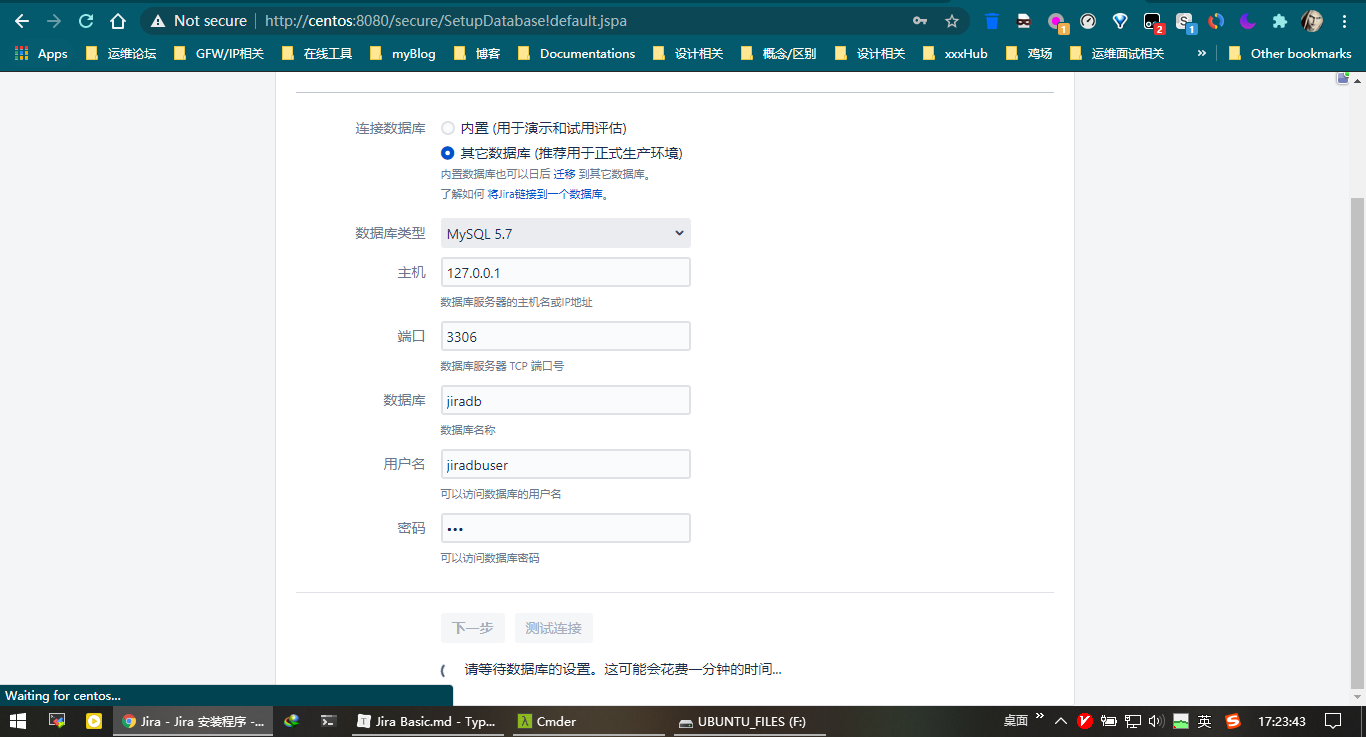 Not secure
http://centos:8080/secure/SetupDatabase!default.jspa
1
2
1
Apps
运维论坛
GFW/IP相关
在线工具
myBlog
博客
Documentations
设计相关
概念/区别
设计相关
xxxHub
鸡场
运维面试相关
»
Other bookmarks
连接数据库
内置 (用于演示和试用评估)
其它数据库 (推荐用于正式生产环境)
内置数据库也可以日后 迁移 到其它数据库。
了解如何 将Jira链接到一个数据库。
数据库类型
MySQL 5.7
主机
127.0.0.1
数据库服务器的主机名或IP地址
端口
3306
数据库服务器 TCP 端口号
数据库
jiradb
数据库名称
用户名
jiradbuser
可以访问数据库的用户名
密码
•••
可以访问数据库密码
下一步
测试连接
请等待数据库的设置。这可能会花费一分钟的时间...
Waiting for centos...
Jira - Jira 安装程序 -...
Jira Basic.md - Typ...
λ
Cmder
UBUNTU_FILES (F:)
桌面
»
英
17:23:43